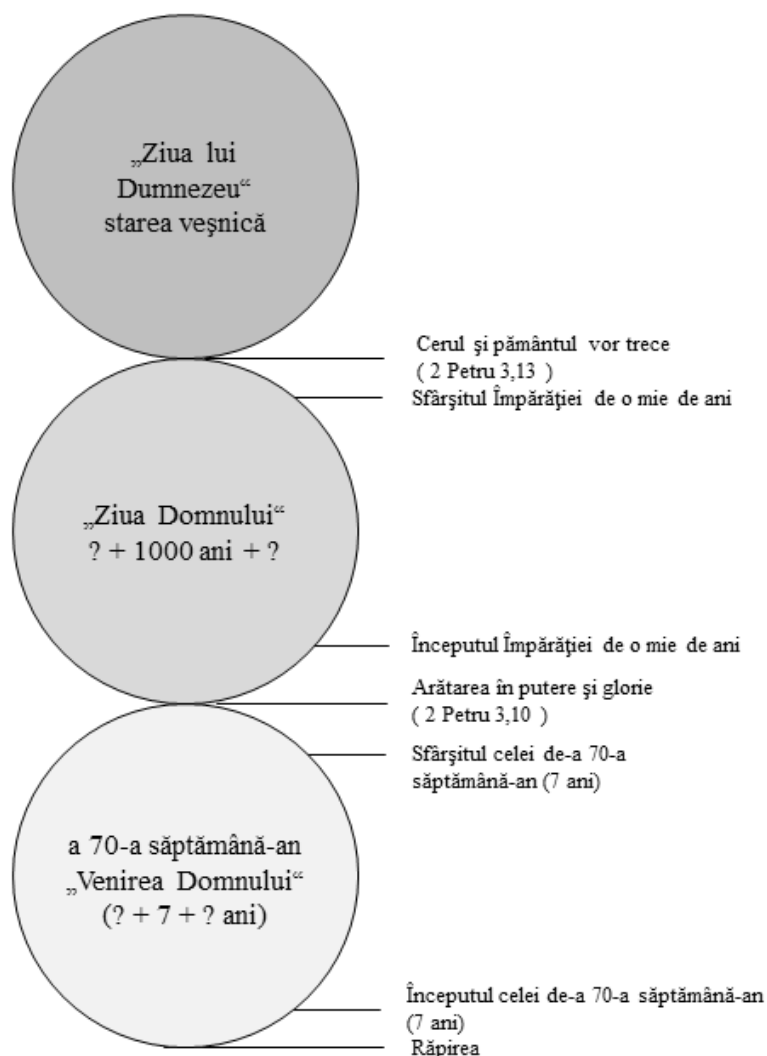 „Ziua lui
Dumnezeu“
starea veşnică
Cerul şi pământul vor trece
( 2 Petru 3,13 )
Sfârşitul Împărăţiei de o mie de ani
„Ziua Domnului“
? + 1000 ani + ?
Începutul Împărăţiei de o mie de ani
Arătarea în putere şi glorie
( 2 Petru 3,10 )
Sfârşitul celei de-a 70-a
săptămână-an (7 ani)
a 70-a săptămână-an
„Venirea Domnului“
(? + 7 + ? ani)
Începutul celei de-a 70-a săptămână-an
(7 ani)
Răpirea